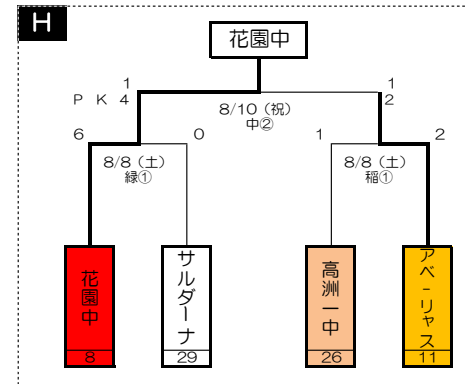 H
花園中
1
1
PK 4
2
8/10（祝）
中②
6
0
1
2
8/8（土）
緑①
8/8（土）
稲①
花園中
サルダーナ
高洲一中
アベーリャス
8
29
26
11